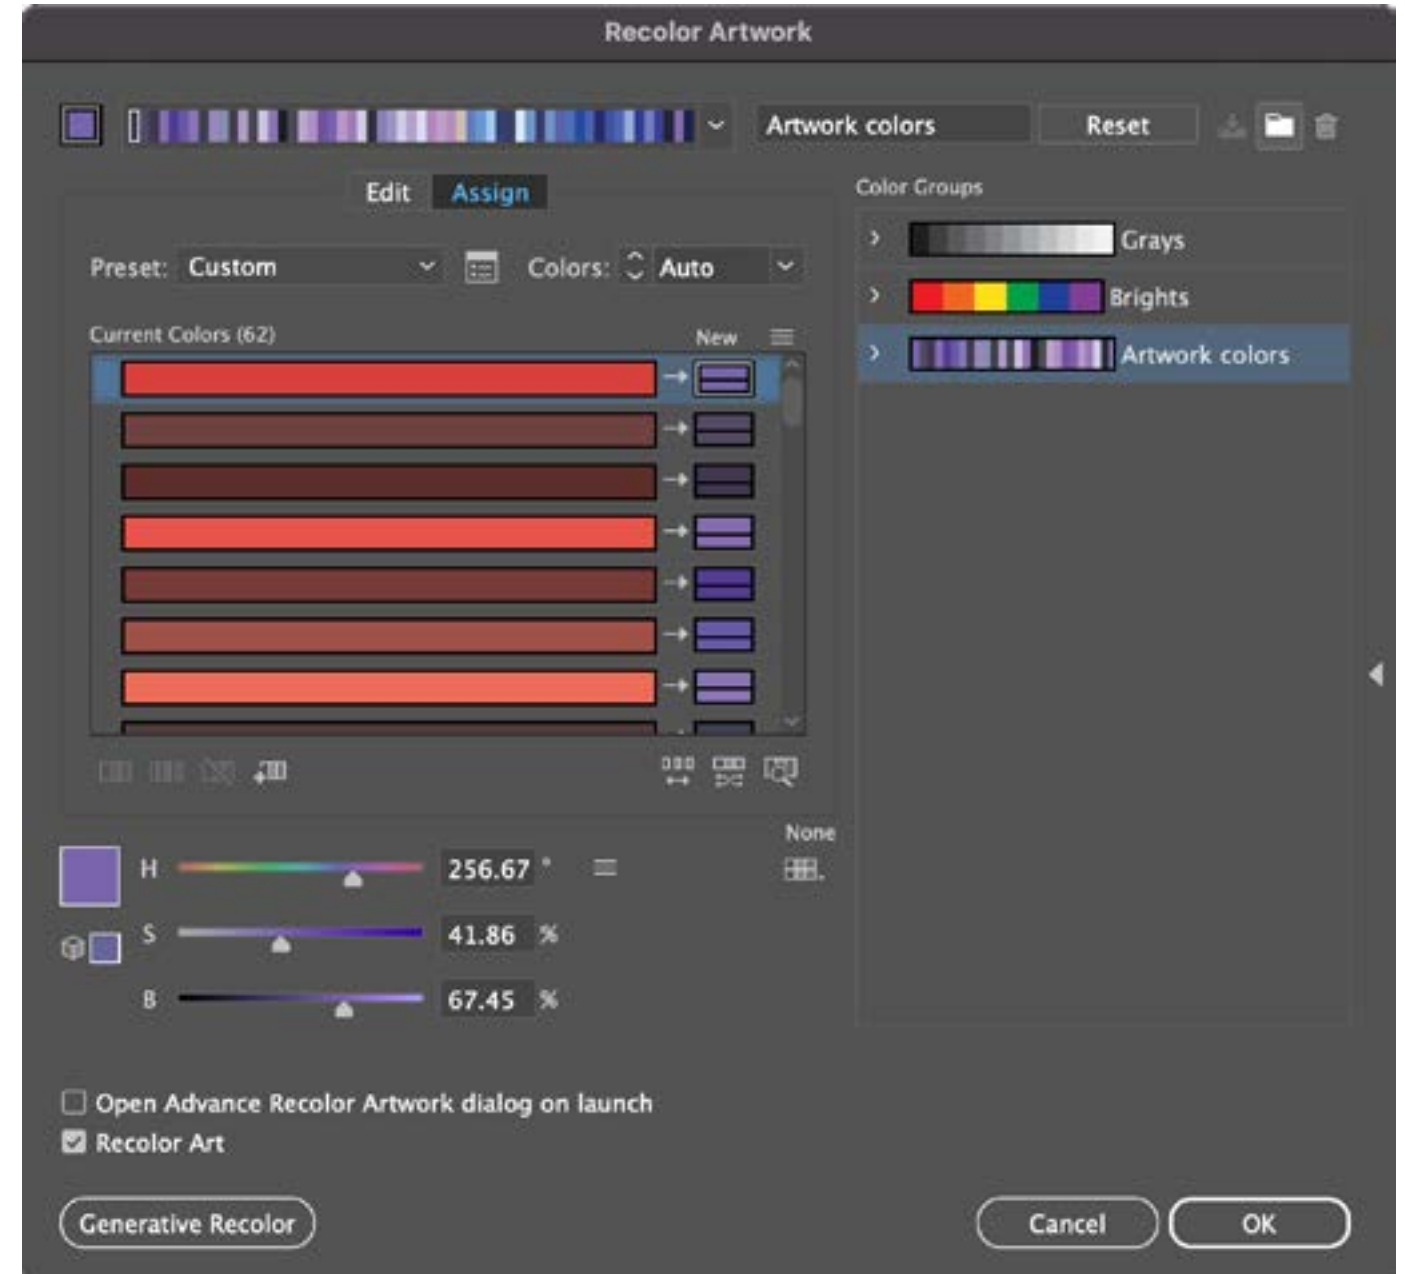 Recolor Artwork
Artwork colors
Reset
Edit
Assign
Color Groups
Preset: Custom
Colors: Auto
Grays
Brights
Artwork colors
Current Colors (62)
New
None
H 256.67 °
S 41.86 %
B 67.45 %
Open Advance Recolor Artwork dialog on launch
Recolor Art
Generative Recolor
Cancel
OK